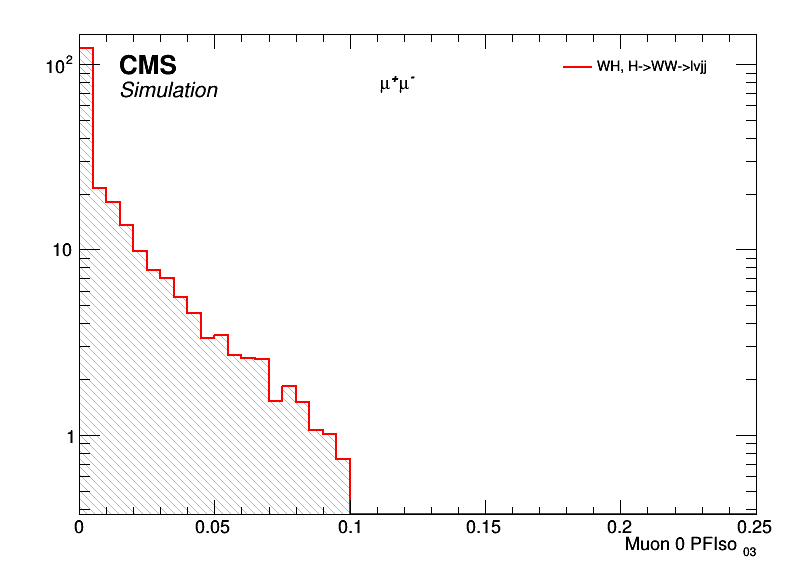 CMS
Simulation
μ⁺μ⁻
WH, H->WW->lvjj
10²
10
1
0 0.05 0.1 0.15 0.2 0.25
Muon 0 PFIso ₀₃